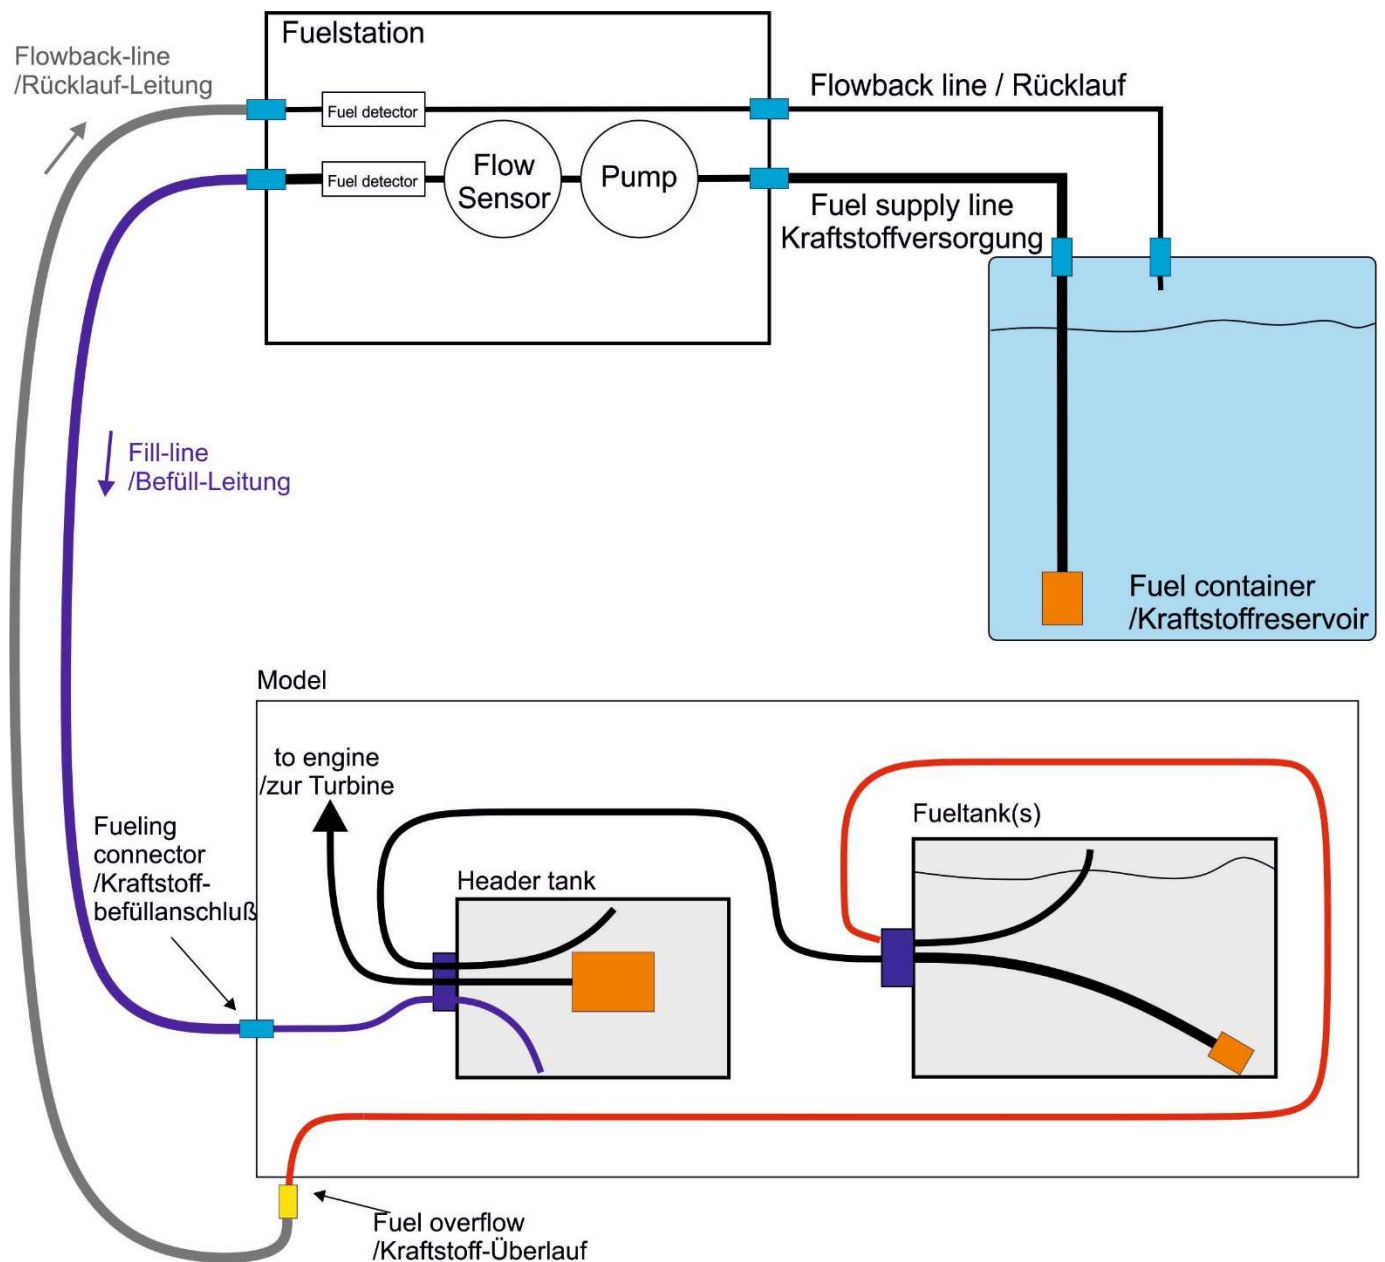 Fuelstation
Flowback-line
/Rücklauf-Leitung
Fuel detector
Flowback line / Rücklauf
Fuel detector
Flow
Sensor
Pump
Fuel supply line
Kraftstoffversorgung
Fill-line
/Befüll-Leitung
Fuel container
/Kraftstoffreservoir
Model
to engine
/zur Turbine
Fueling
connector
/Kraftstoff-
befüllanschluß
Header tank
Fueltank(s)
Fuel overflow
/Kraftstoff-Überlauf